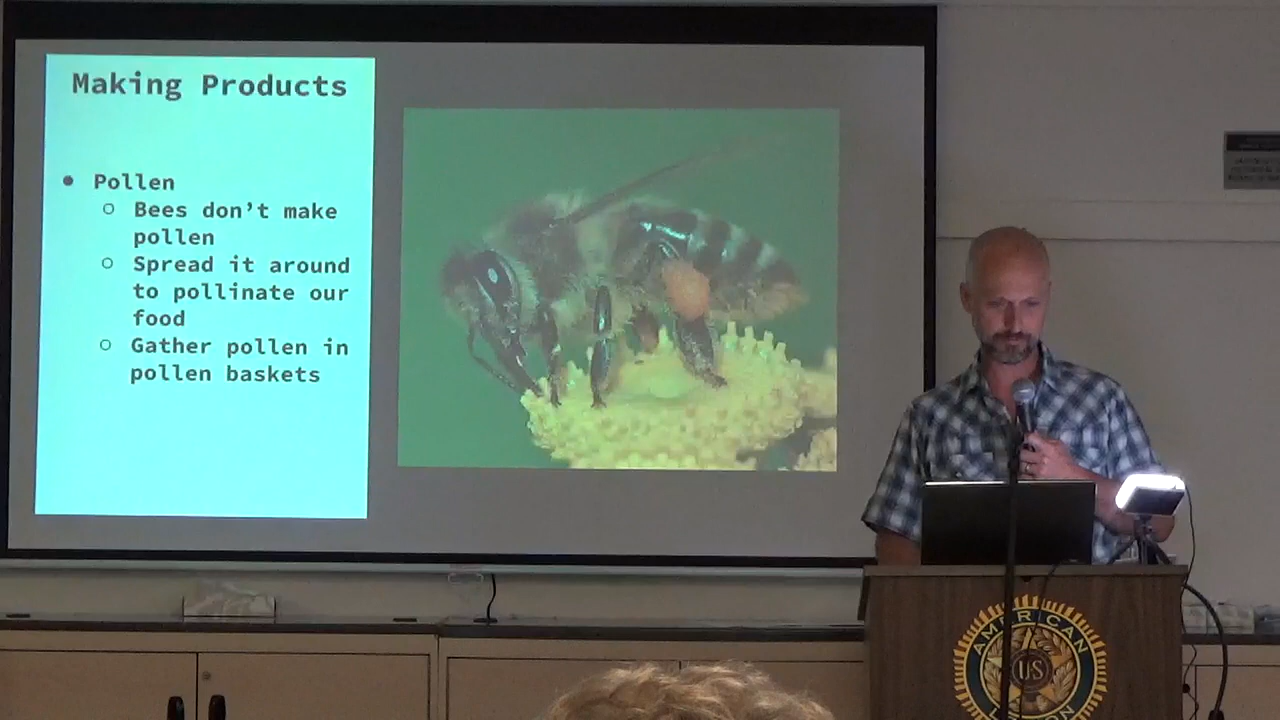 Making Products
● Pollen
○ Bees don't make
pollen
○ Spread it around
to pollinate our
food
○ Gather pollen in
pollen baskets
AMERICAN
US